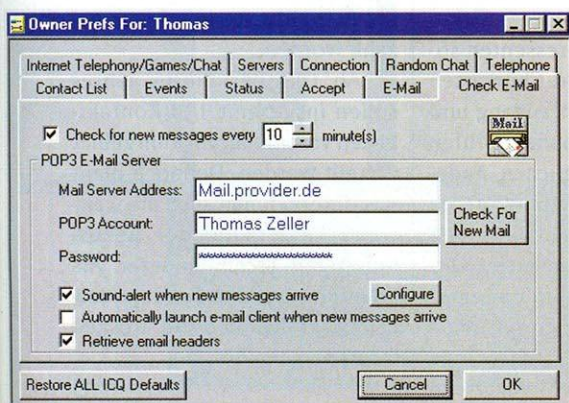 Owner Prefs For: Thomas
Internet Telephony/Games/Chat Servers Connection Random Chat Telephone
Contact List Events Status Accept E-Mail Check E-Mail
Check for new messages every 10 minute(s)
Mail
POP3 E-Mail Server
Mail Server Address: Mail.provider.de
POP3 Account: Thomas Zeller
Check For
New Mail
Password: **********************
Sound-alert when new messages arrive Configure
Automatically launch e-mail client when new messages arrive
Retrieve email headers
Restore ALL ICQ Defaults Cancel OK